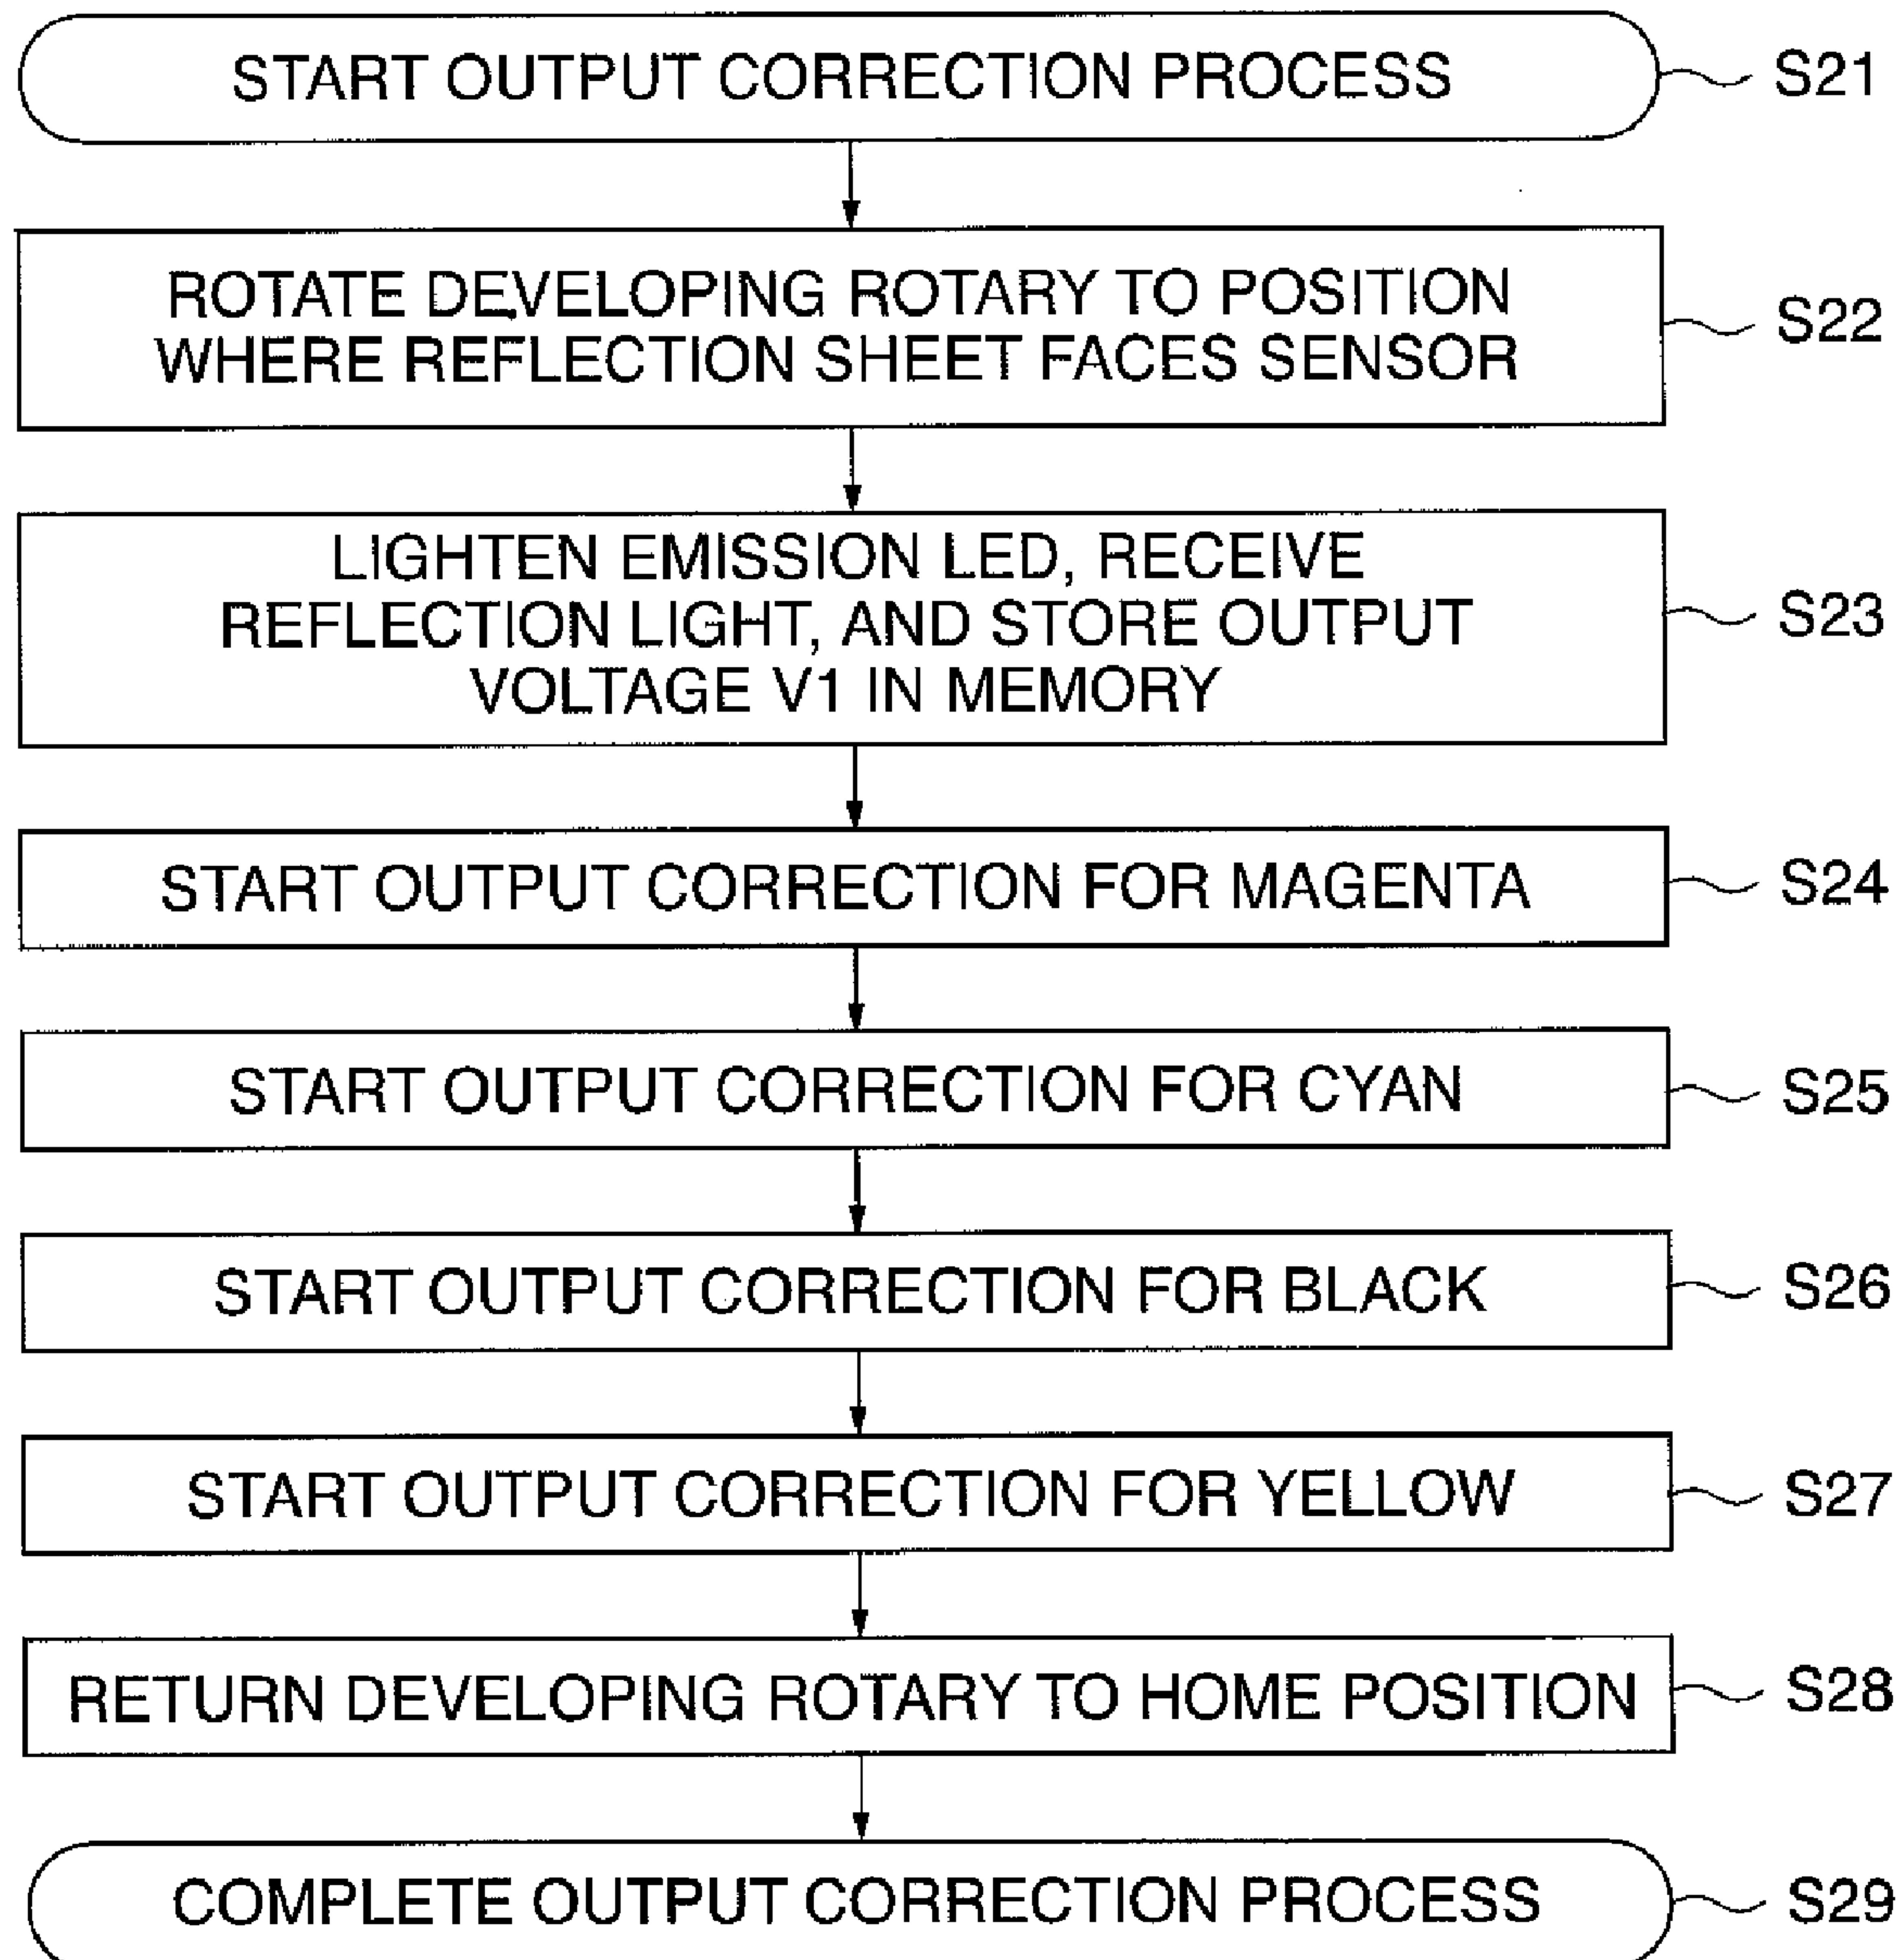 START OUTPUT CORRECTION PROCESS
S21
ROTATE DEVELOPING ROTARY TO POSITION
WHERE REFLECTION SHEET FACES SENSOR
S22
LIGHTEN EMISSION LED, RECEIVE
REFLECTION LIGHT, AND STORE OUTPUT
VOLTAGE V1 IN MEMORY
S23
START OUTPUT CORRECTION FOR MAGENTA
S24
START OUTPUT CORRECTION FOR CYAN
S25
START OUTPUT CORRECTION FOR BLACK
S26
START OUTPUT CORRECTION FOR YELLOW
S27
RETURN DEVELOPING ROTARY TO HOME POSITION
S28
COMPLETE OUTPUT CORRECTION PROCESS
S29